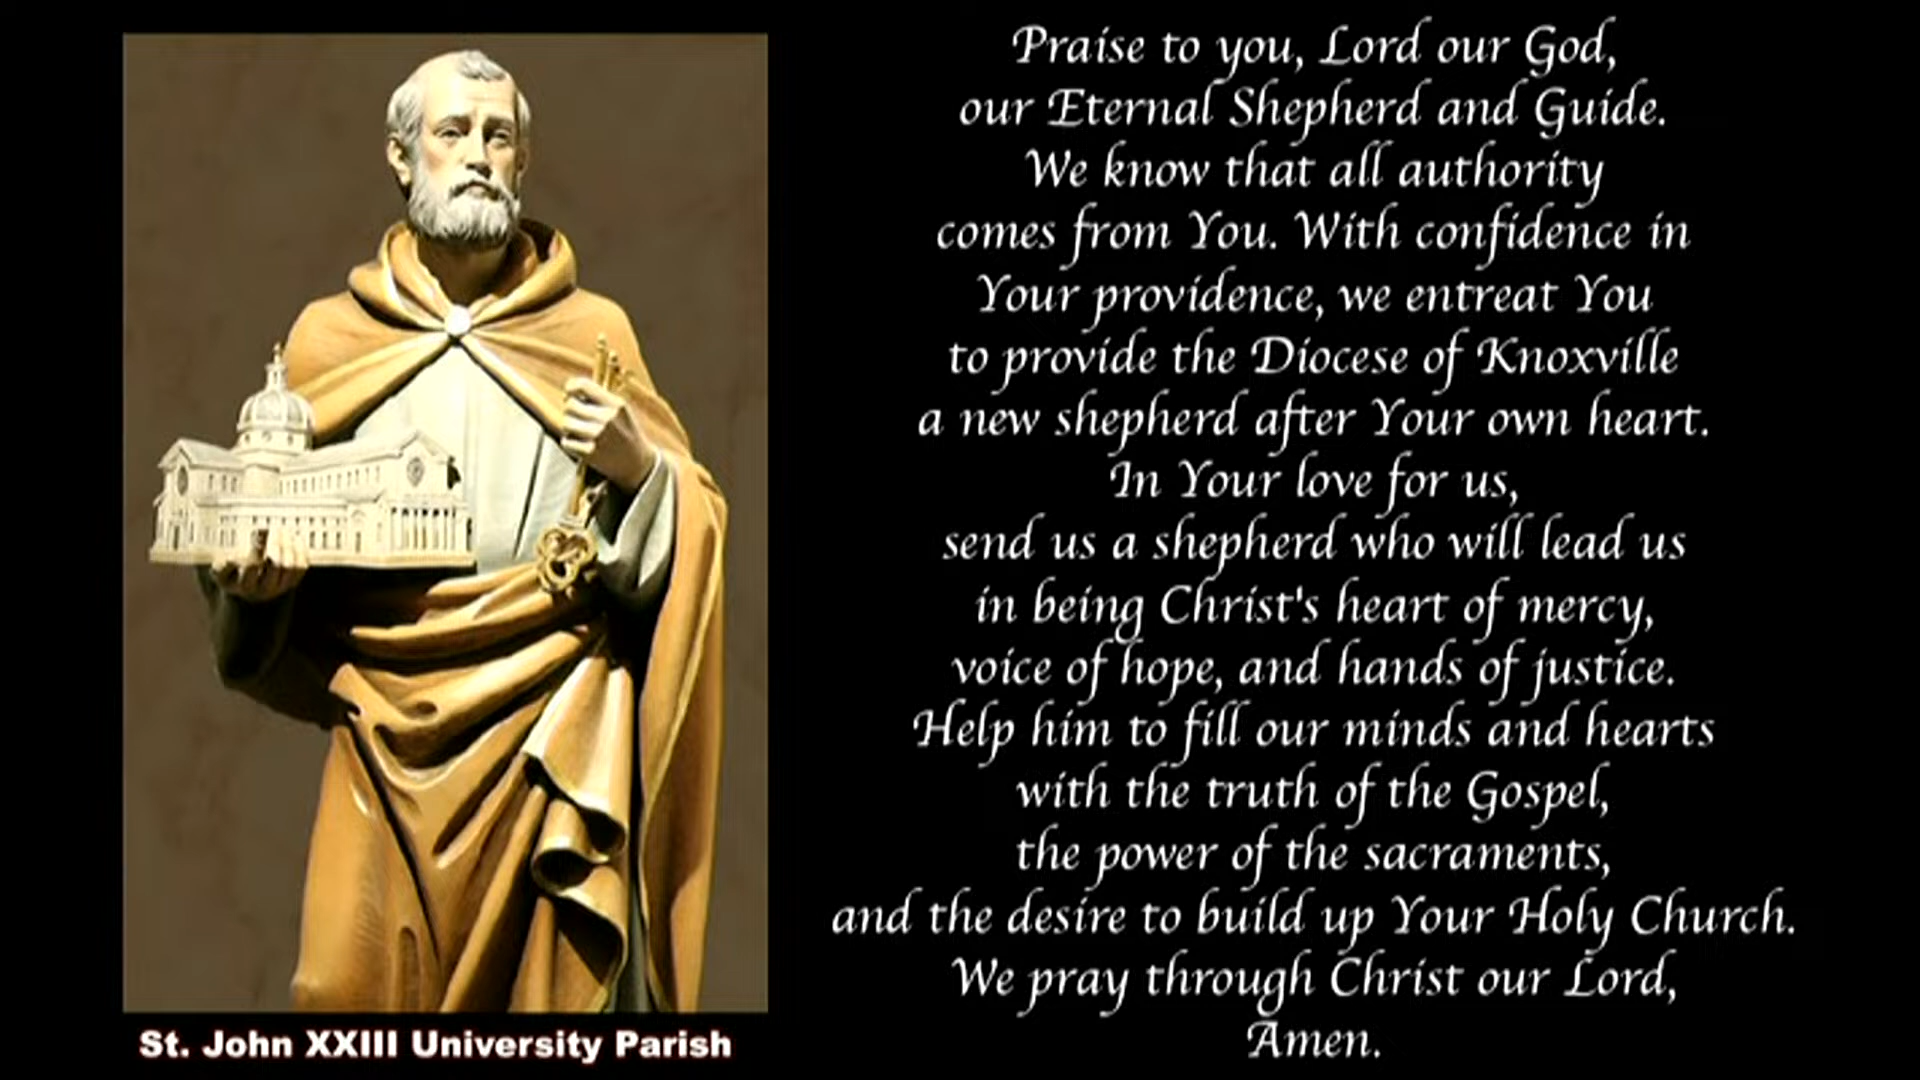 Praise to you, Lord our God,
our Eternal Shepherd and Guide.
We know that all authority
comes from You. With confidence in
Your providence, we entreat You
to provide the Diocese of Knoxville
a new shepherd after Your own heart.
In Your love for us,
send us a shepherd who will lead us
in being Christ's heart of mercy,
voice of hope, and hands of justice.
Help him to fill our minds and hearts
with the truth of the Gospel,
the power of the sacraments,
and the desire to build up Your Holy Church.
We pray through Christ our Lord,
Amen.
St. John XXIII University Parish